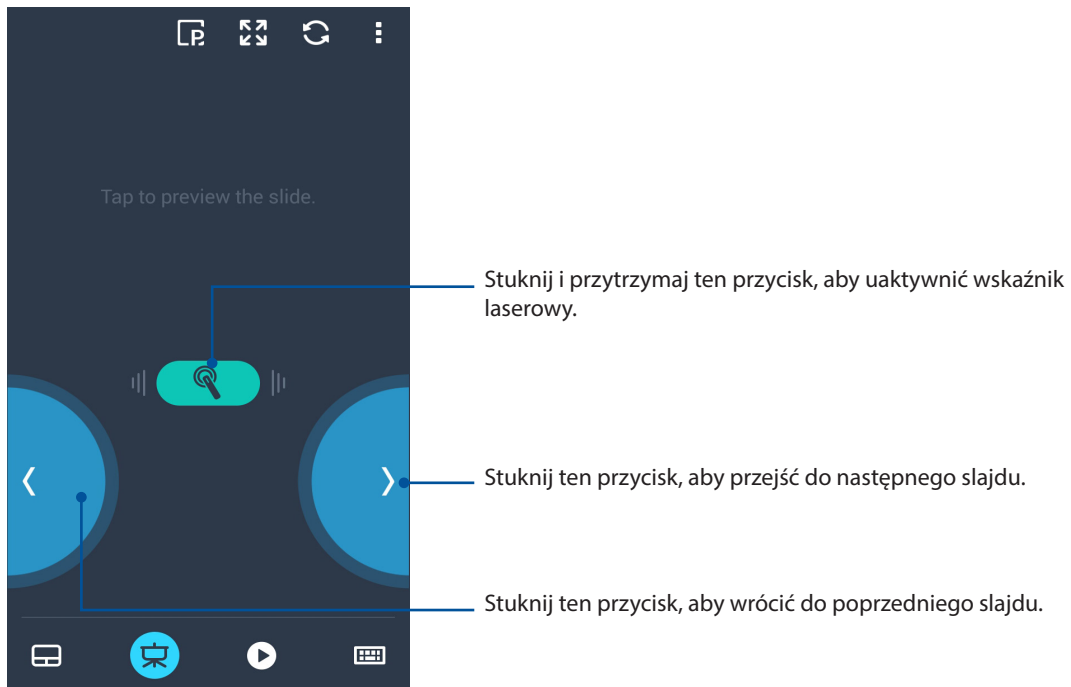 Tap to preview the slide.
Stuknij i przytrzymaj ten przycisk, aby uaktywnić wskaźnik
laserowy.
Stuknij ten przycisk, aby przejść do następnego slajdu.
Stuknij ten przycisk, aby wrócić do poprzedniego slajdu.